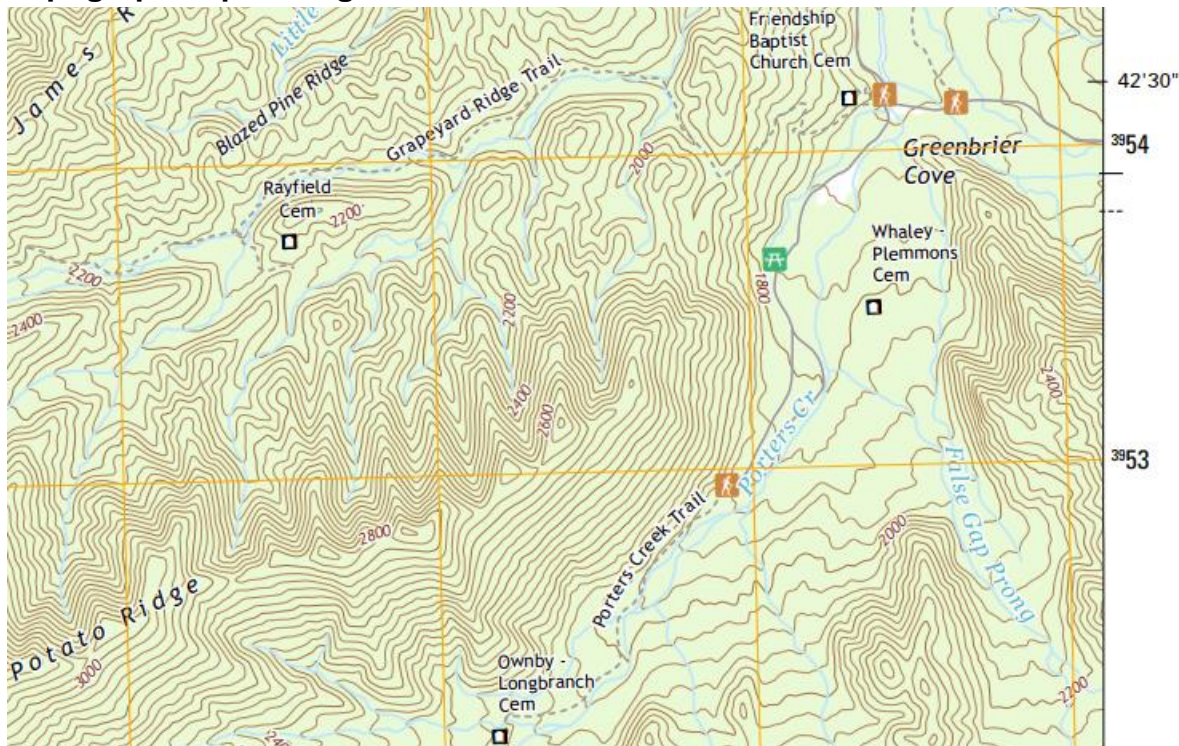 Little
R
James
Friendship
Baptist
Church Cem
Blazed Pine Ridge
Grapeyard Ridge Trail
42'30"
3954
2000
Greenbrier
Cove
Rayfield
Cem
2200
Whaley -
Plemmons
Cem
2200
1800
2200
2400
2400
2400
2600
Porters Cr
3953
False Gap Prong
2800
2000
Porters Creek Trail
Potato Ridge
3000
Ownby -
Longbranch
Cem
2200